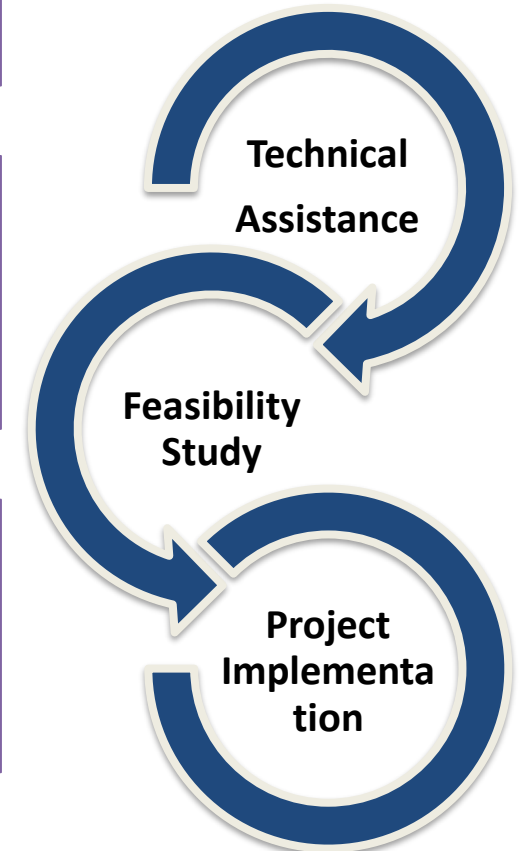 Technical
Assistance
Feasibility
Study
Project
Implementa
tion